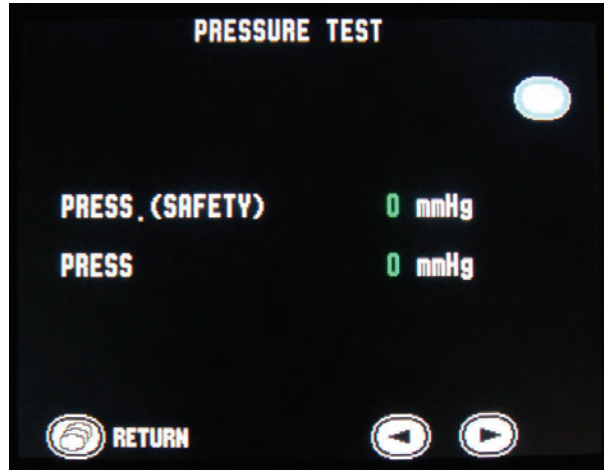 PRESSURE TEST
PRESS.(SAFETY) 0 mmHg
PRESS 0 mmHg
RETURN